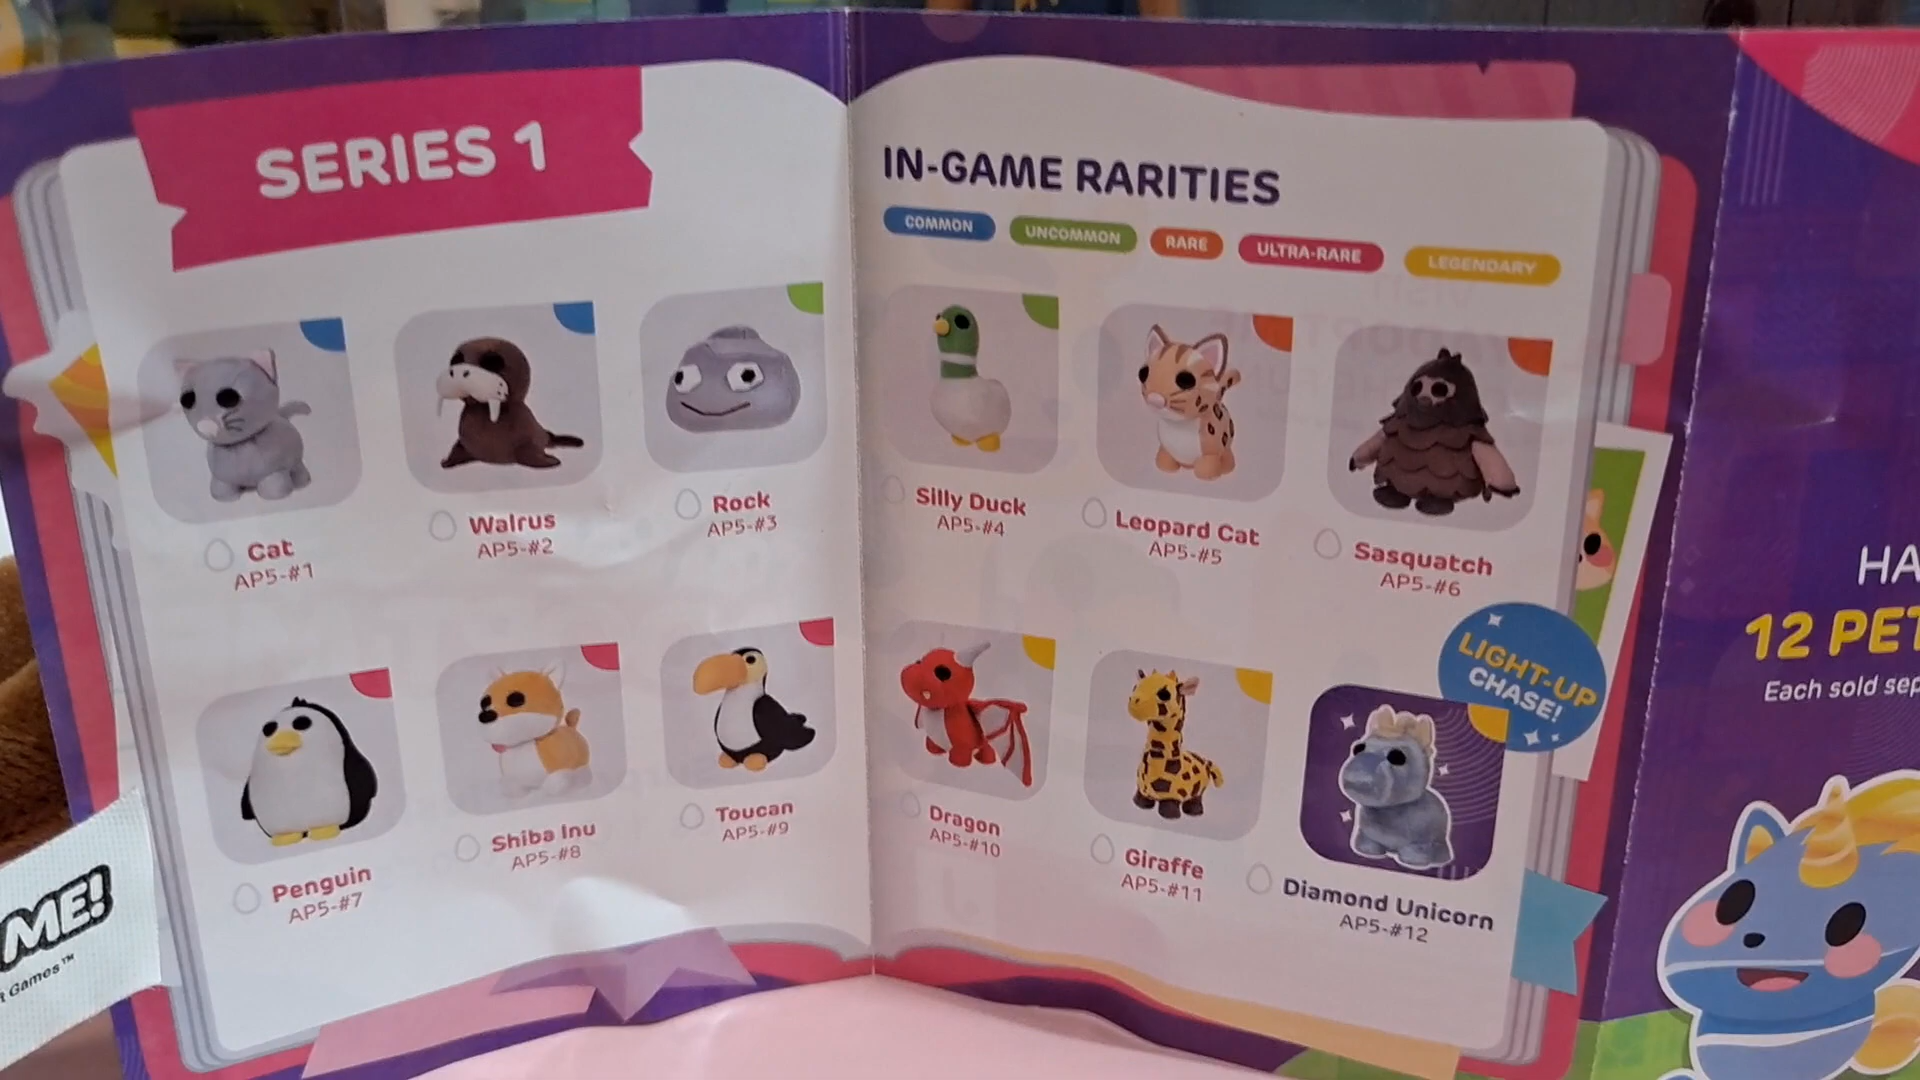 SERIES 1
IN-GAME RARITIES
COMMON
UNCOMMON
RARE
ULTRA-RARE
LEGENDARY
Cat
AP5-#1
Walrus
AP5-#2
Rock
AP5-#3
Silly Duck
AP5-#4
Leopard Cat
AP5-#5
Sasquatch
AP5-#6
Penguin
AP5-#7
Shiba Inu
AP5-#8
Toucan
AP5-#9
Dragon
AP5-#10
Giraffe
AP5-#11
LIGHT-UP
CHASE!
Diamond Unicorn
AP5-#12
HA
12 PET
Each sold sep
ME!
t Games™